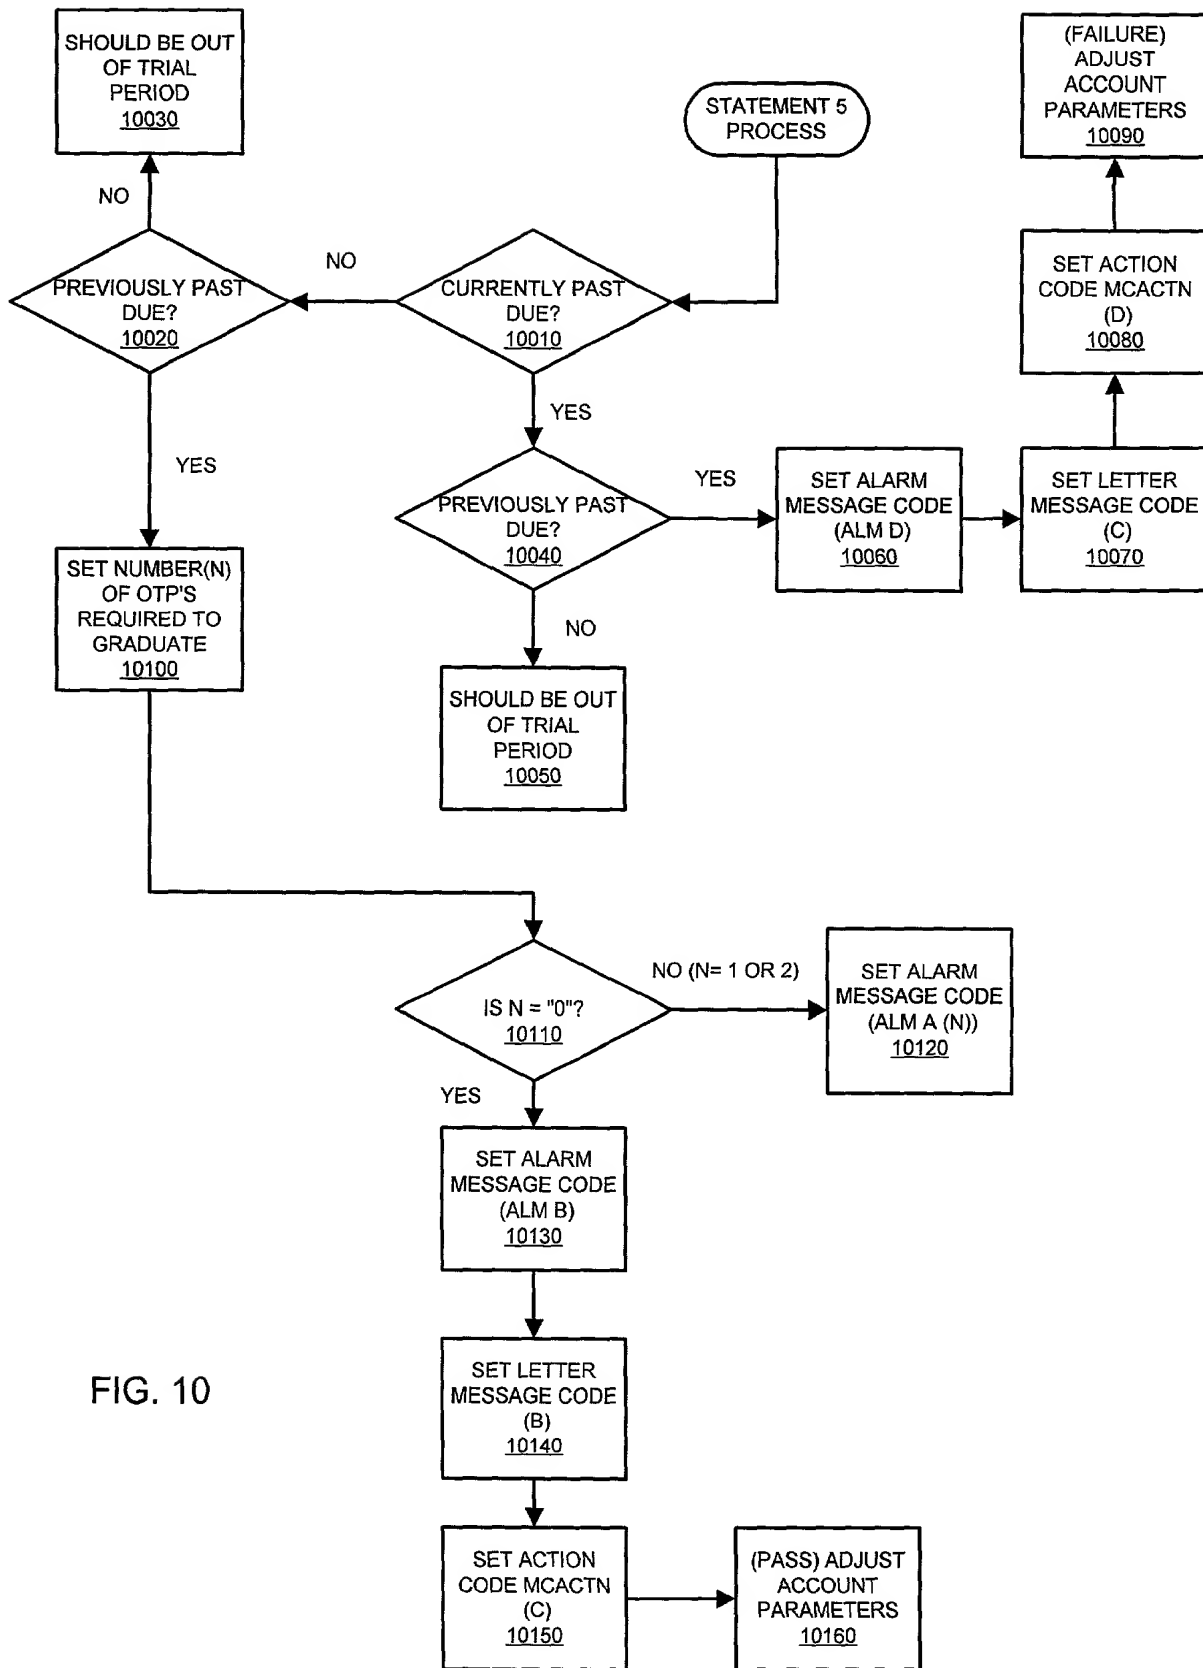 SHOULD BE OUT
OF TRIAL
PERIOD
10030
STATEMENT 5
PROCESS
(FAILURE)
ADJUST
ACCOUNT
PARAMETERS
10090
NO
PREVIOUSLY PAST
DUE?
10020
NO
CURRENTLY PAST
DUE?
10010
SET ACTION
CODE MCACTN
(D)
10080
YES
YES
PREVIOUSLY PAST
DUE?
10040
YES
SET ALARM
MESSAGE CODE
(ALM D)
10060
SET LETTER
MESSAGE CODE
(C)
10070
SET NUMBER(N)
OF OTP'S
REQUIRED TO
GRADUATE
10100
NO
SHOULD BE OUT
OF TRIAL
PERIOD
10050
IS N = "0"?
10110
NO (N= 1 OR 2)
SET ALARM
MESSAGE CODE
(ALM A (N))
10120
YES
SET ALARM
MESSAGE CODE
(ALM B)
10130
SET LETTER
MESSAGE CODE
(B)
10140
FIG. 10
SET ACTION
CODE MCACTN
(C)
10150
(PASS) ADJUST
ACCOUNT
PARAMETERS
10160